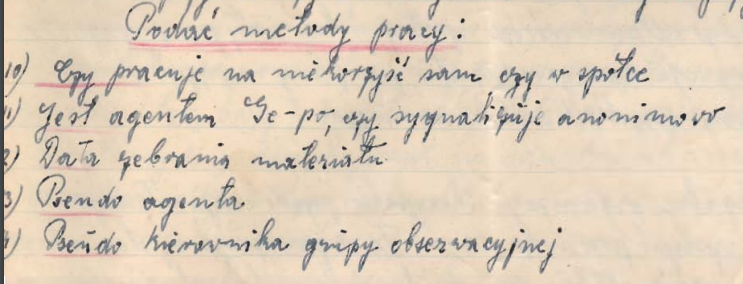 Podać metody pracy:
10) Czy pracuje na niekorzyść sam czy w spółce
1) Jest agentem Ge-po, czy sygnalizuje anonimowo
2) Data zebrania materiału
3) Pseudo agenta
4) Pseudo kierownika grupy obserwacyjnej